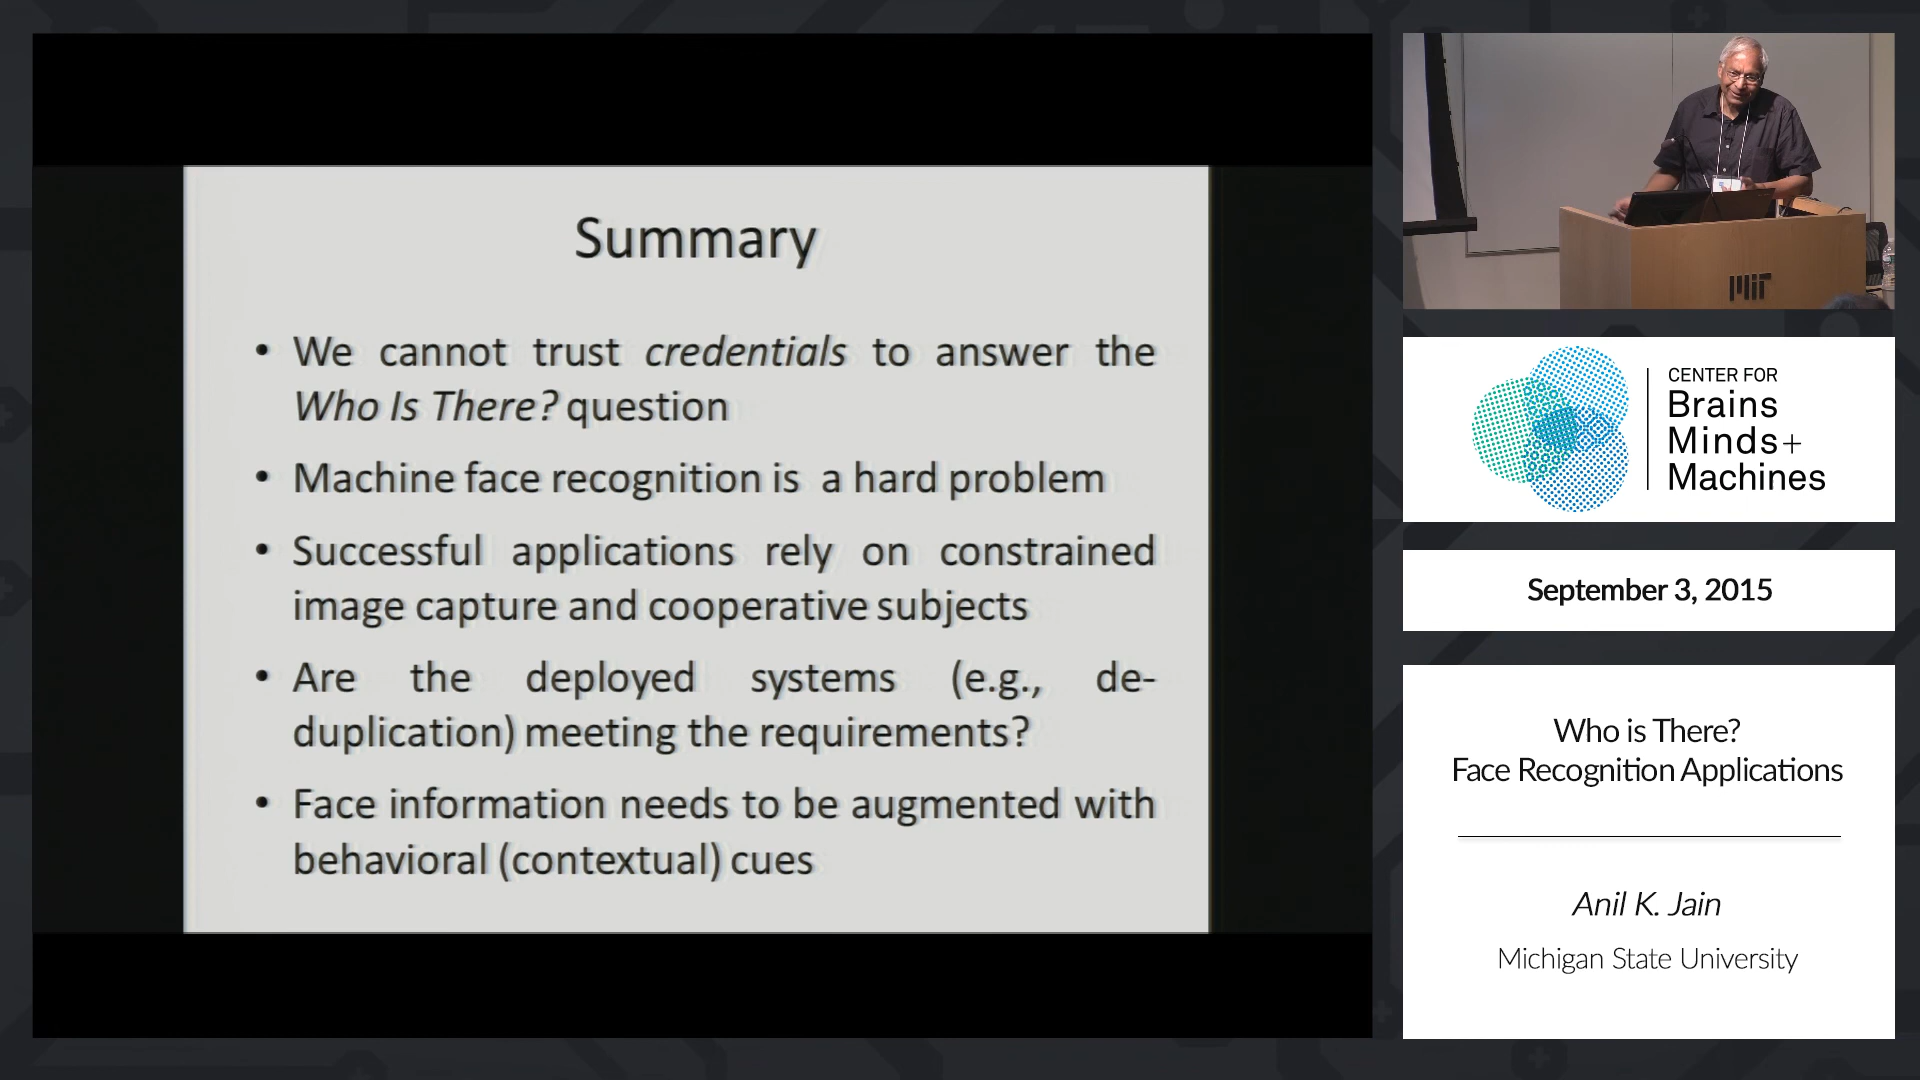 Summary
• We cannot trust credentials to answer the
Who Is There? question
• Machine face recognition is a hard problem
• Successful applications rely on constrained
image capture and cooperative subjects
• Are the deployed systems (e.g., de-
duplication) meeting the requirements?
• Face information needs to be augmented with
behavioral (contextual) cues
MIT
CENTER FOR
Brains
Minds+
Machines
September 3, 2015
Who is There?
Face Recognition Applications
Anil K. Jain
Michigan State University